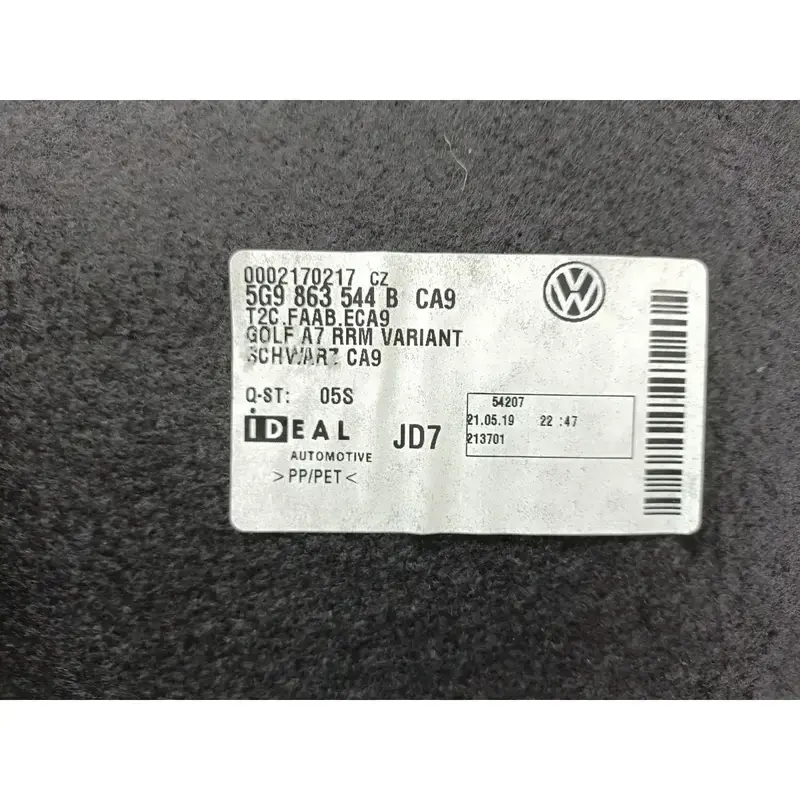 0002170217 CZ
5G9 863 544 B CA9
T2C.FAAB.ECA9
GOLF A7 RRM VARIANT
SCHWARZ CA9
Q-ST: 05S
iDEAL
AUTOMOTIVE
>PP/PET<
JD7
54207
21.05.19 22 :47
213701
VW